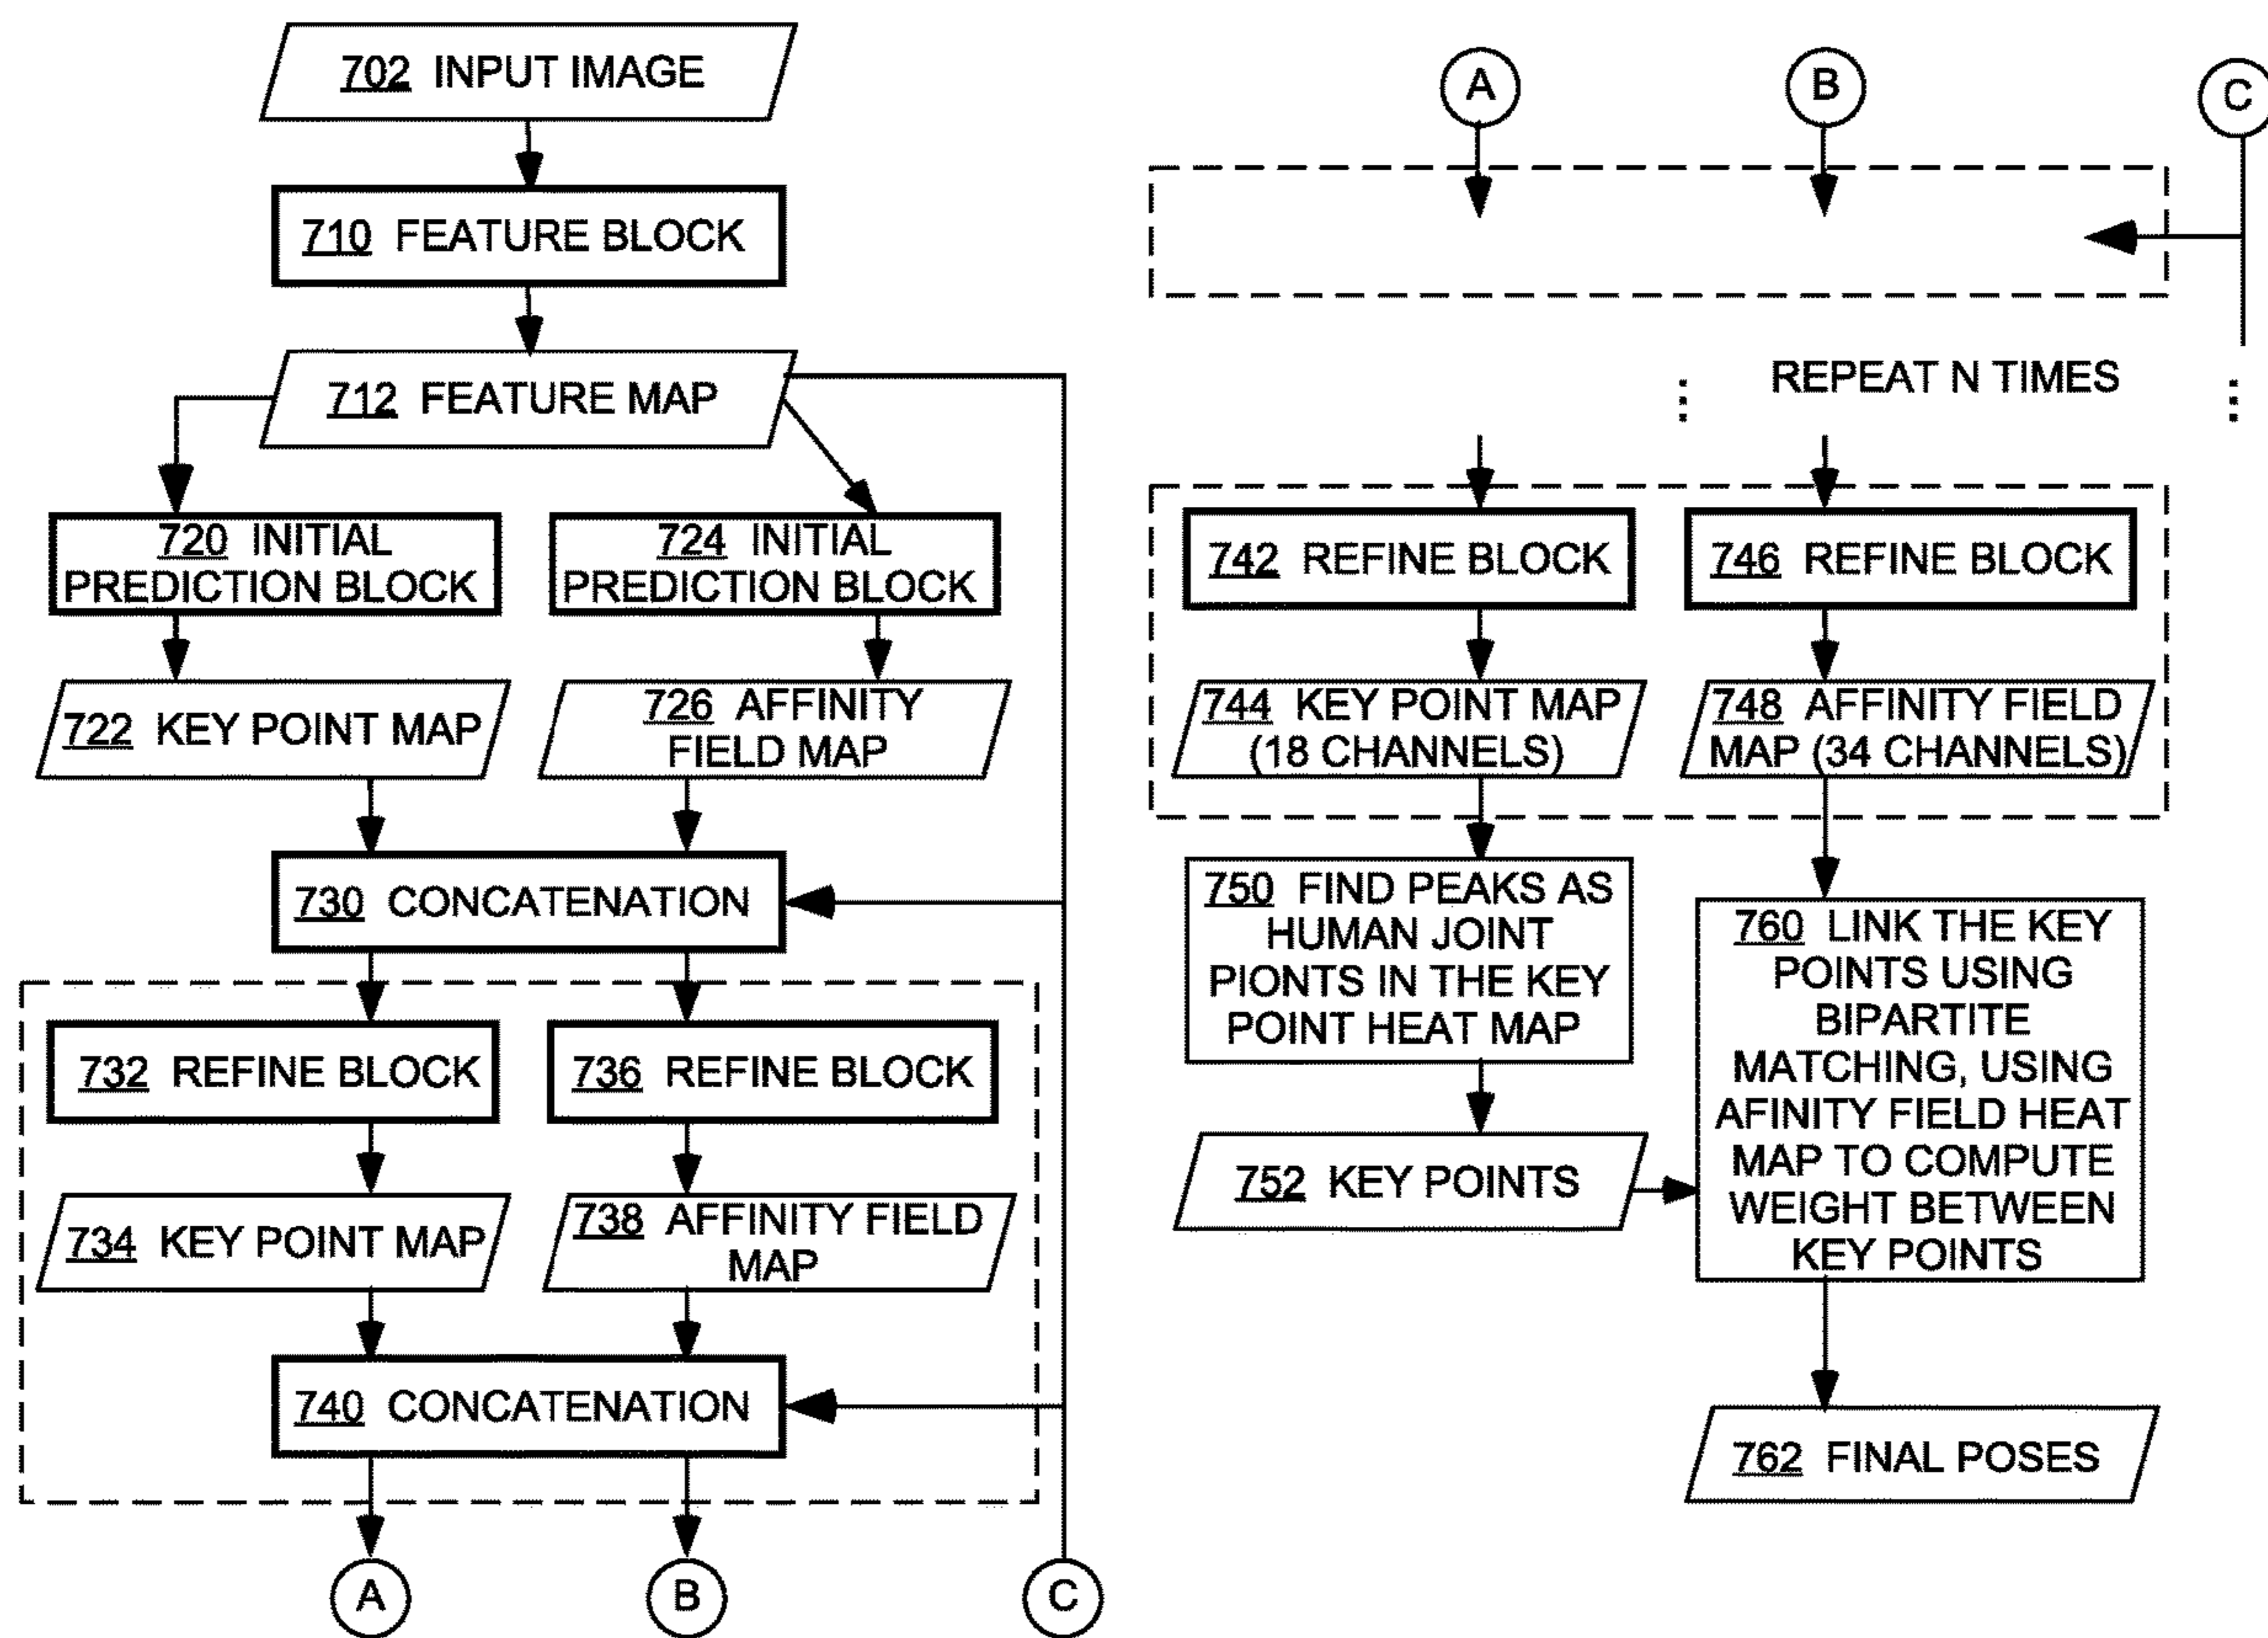 702 INPUT IMAGE
710 FEATURE BLOCK
712 FEATURE MAP
720 INITIAL
PREDICTION BLOCK
724 INITIAL
PREDICTION BLOCK
722 KEY POINT MAP
726 AFFINITY
FIELD MAP
730 CONCATENATION
732 REFINE BLOCK
736 REFINE BLOCK
734 KEY POINT MAP
738 AFFINITY FIELD
MAP
740 CONCATENATION
A
B
C
A
B
C
REPEAT N TIMES
742 REFINE BLOCK
746 REFINE BLOCK
744 KEY POINT MAP
(18 CHANNELS)
748 AFFINITY FIELD
MAP (34 CHANNELS)
750 FIND PEAKS AS
HUMAN JOINT
PIONTS IN THE KEY
POINT HEAT MAP
752 KEY POINTS
760 LINK THE KEY
POINTS USING
BIPARTITE
MATCHING, USING
AFINITY FIELD HEAT
MAP TO COMPUTE
WEIGHT BETWEEN
KEY POINTS
762 FINAL POSES